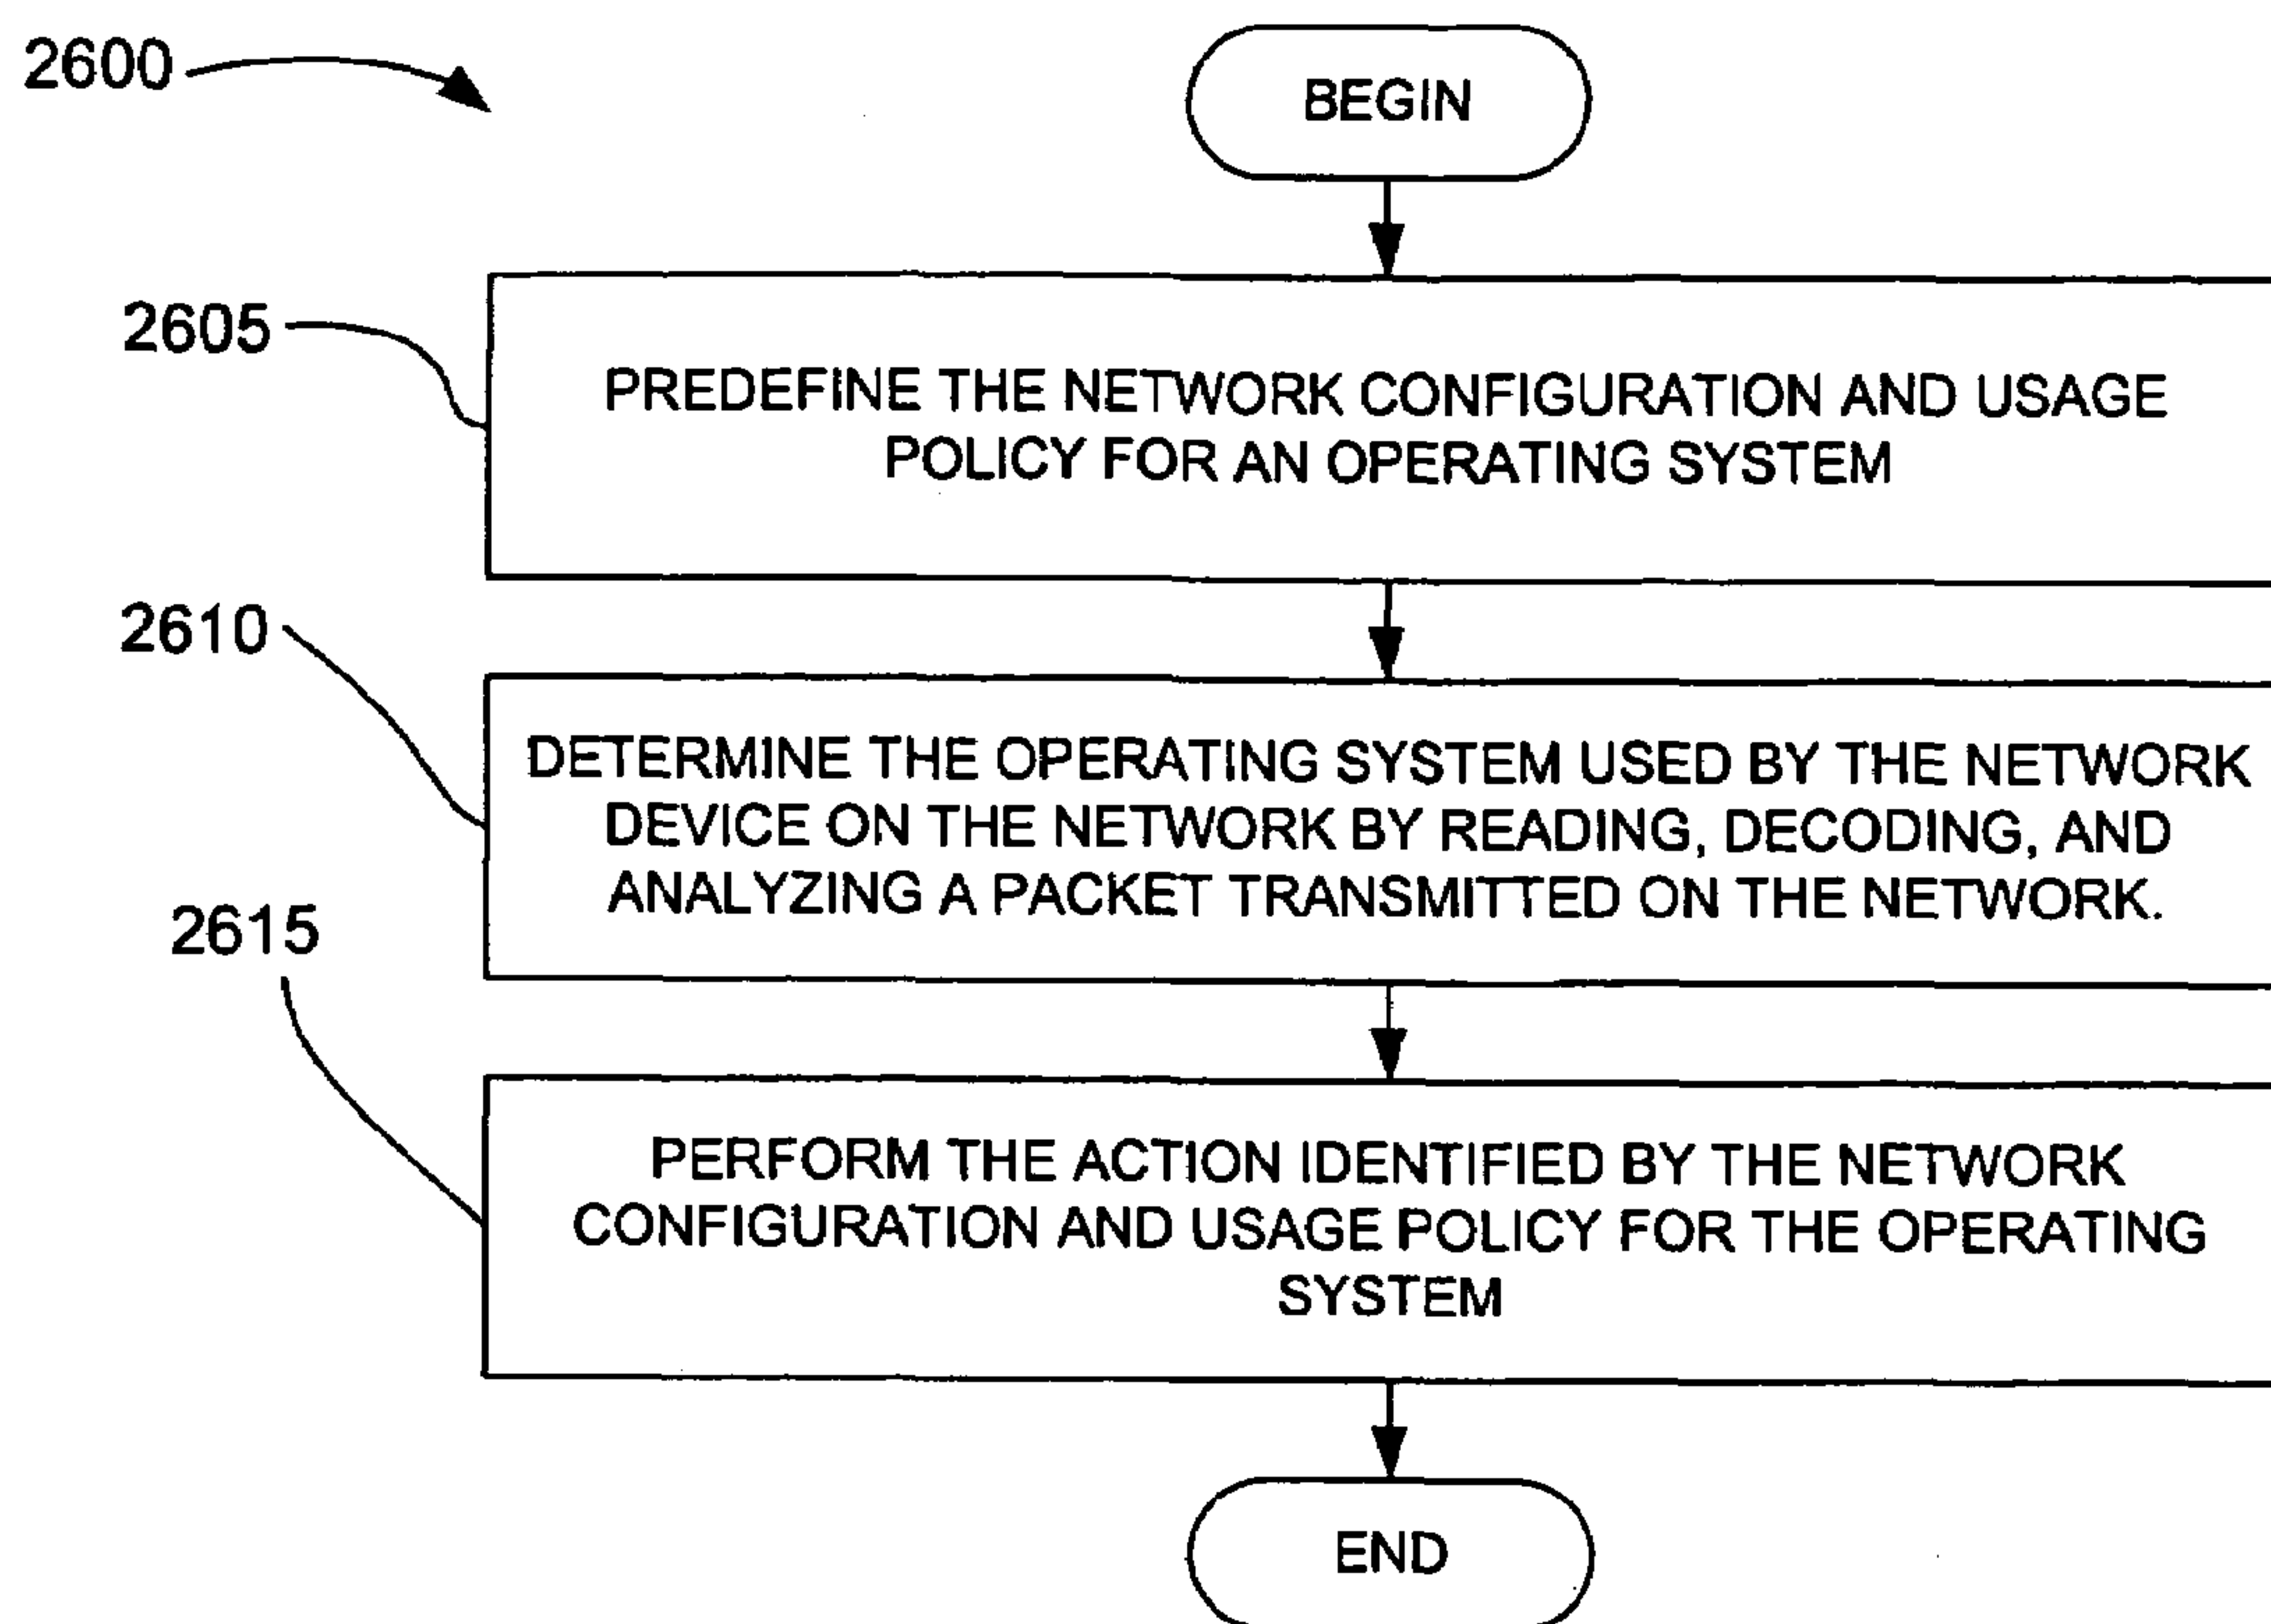 2600
BEGIN
2605
PREDEFINE THE NETWORK CONFIGURATION AND USAGE
POLICY FOR AN OPERATING SYSTEM
2610
DETERMINE THE OPERATING SYSTEM USED BY THE NETWORK
DEVICE ON THE NETWORK BY READING, DECODING, AND
ANALYZING A PACKET TRANSMITTED ON THE NETWORK.
2615
PERFORM THE ACTION IDENTIFIED BY THE NETWORK
CONFIGURATION AND USAGE POLICY FOR THE OPERATING
SYSTEM
END